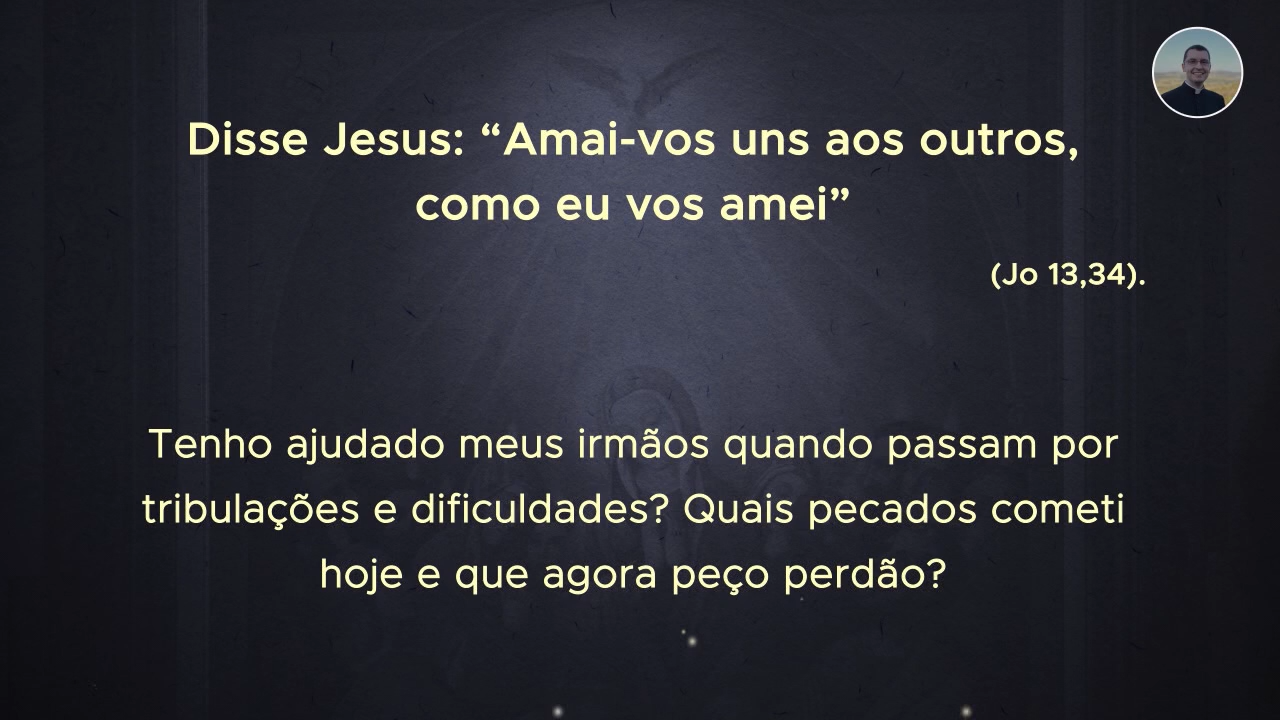 Disse Jesus: “Amai-vos uns aos outros,
como eu vos amei”
(Jo 13,34).
Tenho ajudado meus irmãos quando passam por
tribulações e dificuldades? Quais pecados cometi
hoje e que agora peço perdão?